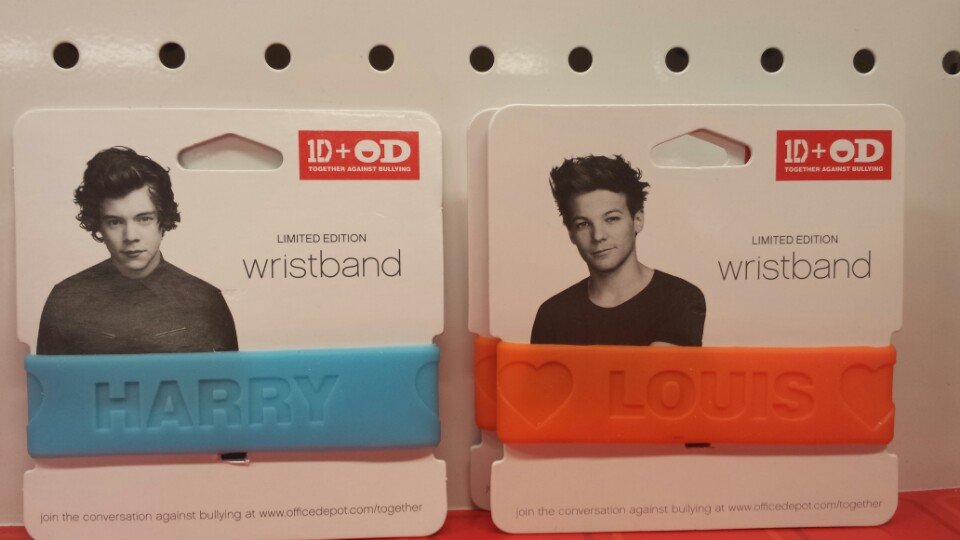 1D+OD
TOGETHER AGAINST BULLYING
LIMITED EDITION
wristband
HARRY
join the conversation against bullying at www.officedepot.com/together
1D+OD
TOGETHER AGAINST BULLYING
LIMITED EDITION
wristband
LOUIS
join the conversation against bullying at www.officedepot.com/together